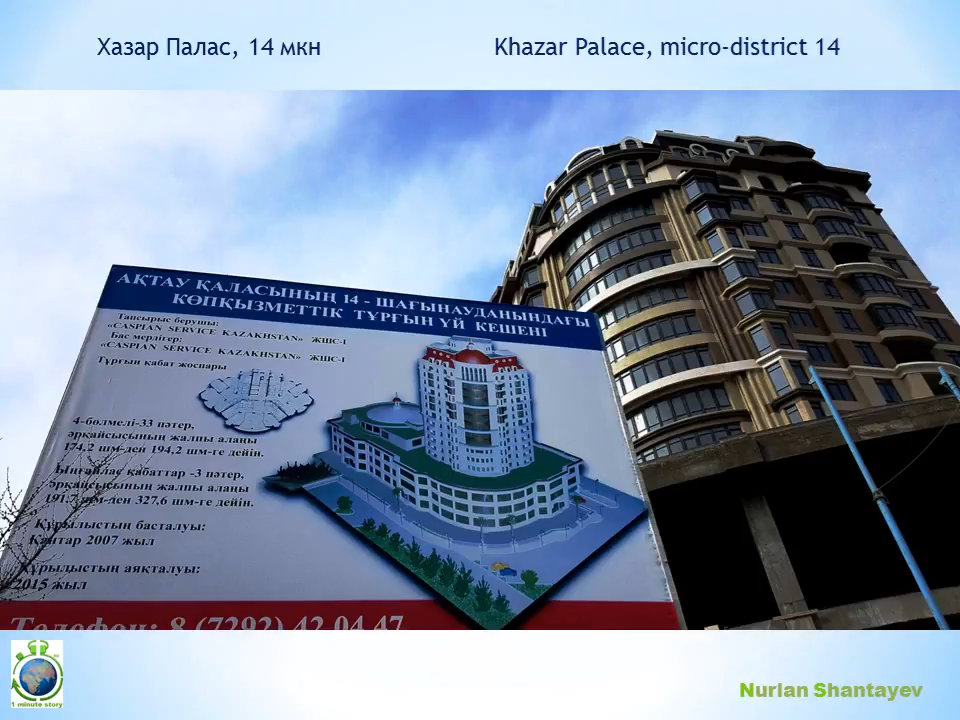 Хазар Палас, 14 мкн
Khazar Palace, micro-district 14
АҚТАУ ҚАЛАСЫНЫҢ 14 - ШАҒЫНАУДАНЫНДАҒЫ
КӨПҚЫЗМЕТТІК ТҰРҒЫН ҮЙ КЕШЕНІ
Тапсырыс беруші:
«CASPIAN SERVICE KAZAKHSTAN» ЖШС-І
Бас мердігер:
«CASPIAN SERVICE KAZAKHSTAN» ЖШС-І
Тұрғын қабат жоспары
4-бөлмелі-33 пәтер,
әрқайсысының жалпы алаңы
174,2 шм-ден 194,2 шм-ге дейін.
Ыңғайлас қабаттар -3 пәтер,
әрқайсысының жалпы алаңы
191,7 шм-ден 327,6 шм-ге дейін.
Құрылыстың басталуы:
Қаңтар 2007 жыл
Құрылыстың аяқталуы:
2015 жыл
Телефон: 8 (7292) 42 04 47
1 minute story
Nurlan Shantayev